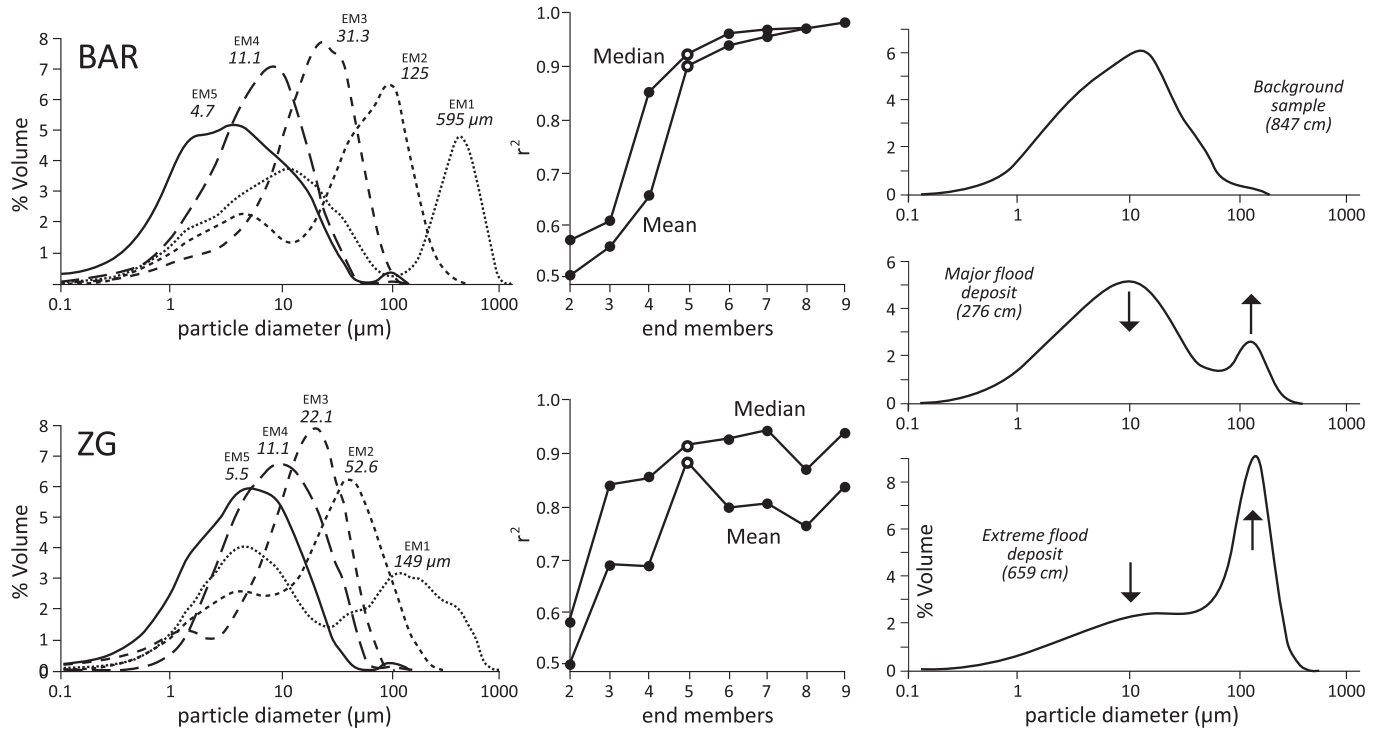 BAR
EM5
4.7
EM4
11.1
EM3
31.3
EM2
125
EM1
595 µm
% Volume
8
7
6
5
4
3
2
1
0.1
1
10
100
1000
particle diameter (µm)
1.0
0.9
0.8
0.7
0.6
0.5
r²
Median
Mean
2
3
4
5
6
7
8
9
end members
6
4
2
0
Background
sample
(847 cm)
0.1
1
10
100
1000
6
4
2
0
Major flood
deposit
(276 cm)
0.1
1
10
100
1000
ZG
EM5
5.5
EM4
11.1
EM3
22.1
EM2
52.6
EM1
149 µm
% Volume
8
7
6
5
4
3
2
1
0
0.1
1
10
100
1000
particle diameter (µm)
1.0
0.9
0.8
0.7
0.6
0.5
r²
Median
Mean
2
3
4
5
6
7
8
9
end members
8
6
4
2
0
% Volume
Extreme flood
deposit
(659 cm)
0.1
1
10
100
1000
particle diameter (µm)